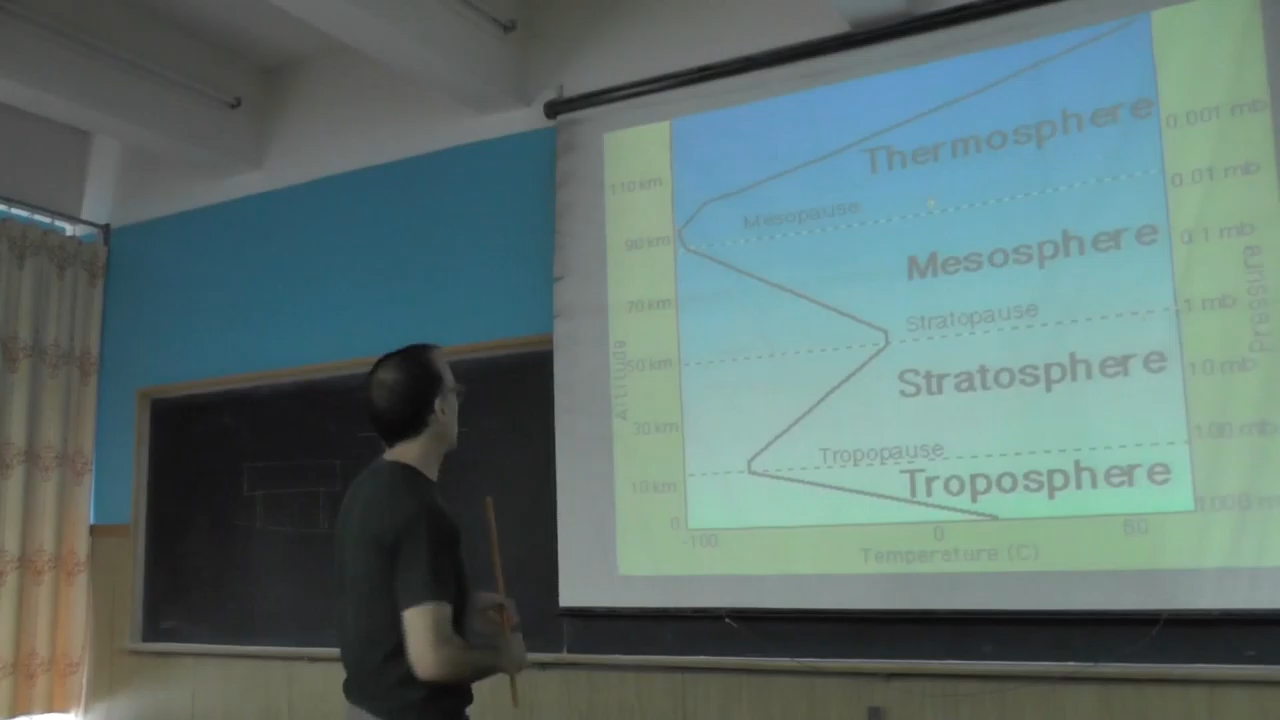 Thermosphere
0.001 mb
110 km
0.01 mb
Mesopause
90 km
Mesosphere
0.1 mb
70 km
Stratopause
1 mb
Altitude
50 km
Stratosphere
10 mb
Pressure
30 km
Tropopause
100 mb
10 km
Troposphere
1000 m
0
-100
0
60
Temperature (C)